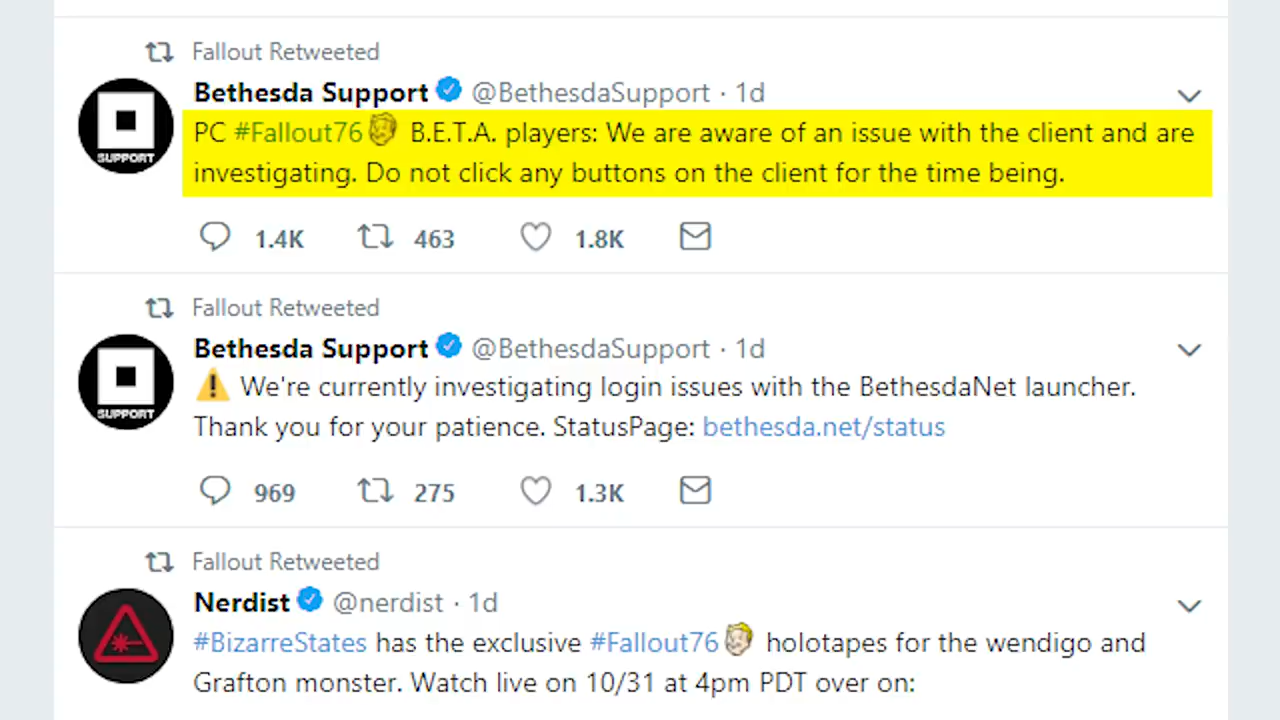 Fallout Retweeted
Bethesda Support @BethesdaSupport · 1d
PC #Fallout76 B.E.T.A. players: We are aware of an issue with the client and are
investigating. Do not click any buttons on the client for the time being.
SUPPORT
1.4K 463 1.8K
Fallout Retweeted
Bethesda Support @BethesdaSupport · 1d
⚠ We're currently investigating login issues with the BethesdaNet launcher.
Thank you for your patience. StatusPage: bethesda.net/status
SUPPORT
969 275 1.3K
Fallout Retweeted
Nerdist @nerdist · 1d
#BizarreStates has the exclusive #Fallout76 holotapes for the wendigo and
Grafton monster. Watch live on 10/31 at 4pm PDT over on: